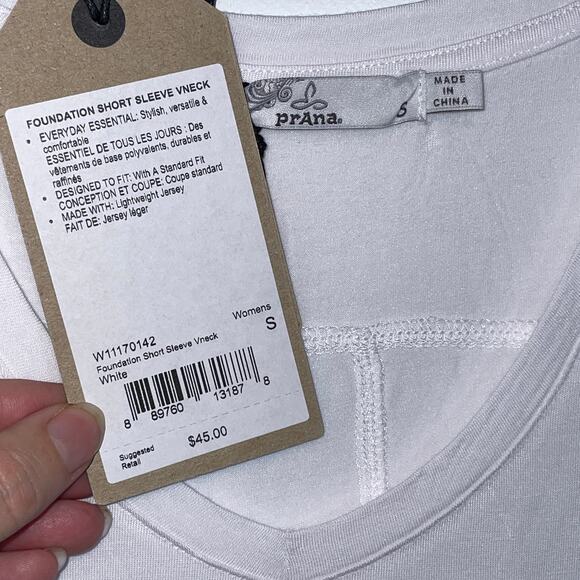 FOUNDATION SHORT SLEEVE VNECK
• EVERYDAY ESSENTIAL: Stylish, versatile &
comfortable
ESSENTIEL DE TOUS LES JOURS : Des
vêtements de base polyvalents, durables et
raffinés
• DESIGNED TO FIT: With A Standard Fit
CONCEPTION ET COUPE: Coupe standard
• MADE WITH: Lightweight Jersey
FAIT DE: Jersey léger
Womens
S
W11170142
Foundation Short Sleeve Vneck
White
8 89760 13187 8
Suggested
Retail
$45.00
prAna®
S
MADE
IN
CHINA